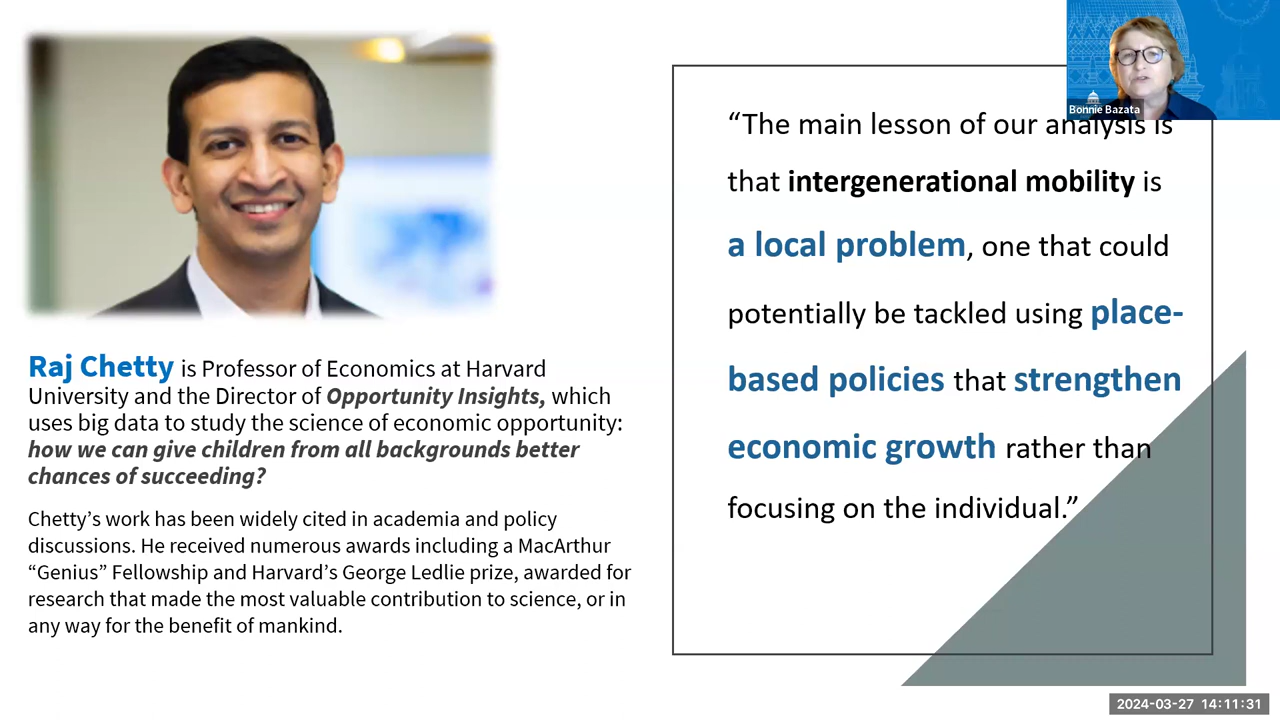 Raj Chetty is Professor of Economics at Harvard
University and the Director of Opportunity Insights, which
uses big data to study the science of economic opportunity:
how we can give children from all backgrounds better
chances of succeeding?
Chetty’s work has been widely cited in academia and policy
discussions. He received numerous awards including a MacArthur
“Genius” Fellowship and Harvard’s George Ledlie prize, awarded for
research that made the most valuable contribution to science, or in
any way for the benefit of mankind.
Bonnie Bazata
“The main lesson of our analysis is
that intergenerational mobility is
a local problem, one that could
potentially be tackled using place-
based policies that strengthen
economic growth rather than
focusing on the individual.”
2024-03-27 14:11:31